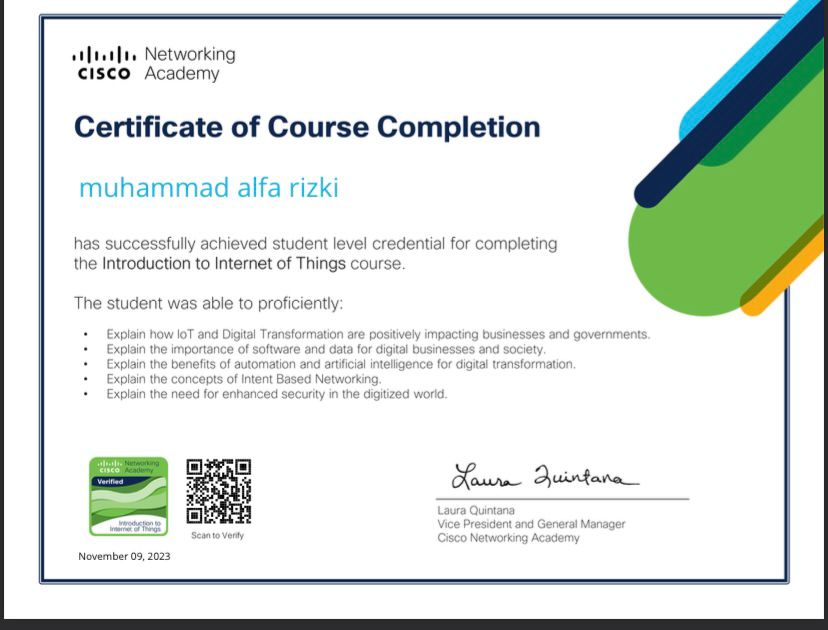 Networking
CISCO Academy
Certificate of Course Completion
muhammad alfa rizki
has successfully achieved student level credential for completing
the Introduction to Internet of Things course.
The student was able to proficiently:
• Explain how IoT and Digital Transformation are positively impacting businesses and governments.
• Explain the importance of software and data for digital businesses and society.
• Explain the benefits of automation and artificial intelligence for digital transformation.
• Explain the concepts of Intent Based Networking.
• Explain the need for enhanced security in the digitized world.
Networking
CISCO Academy
Verified
Introduction to
Internet of Things
Scan to Verify
November 09, 2023
Laura Quintana
Laura Quintana
Vice President and General Manager
Cisco Networking Academy